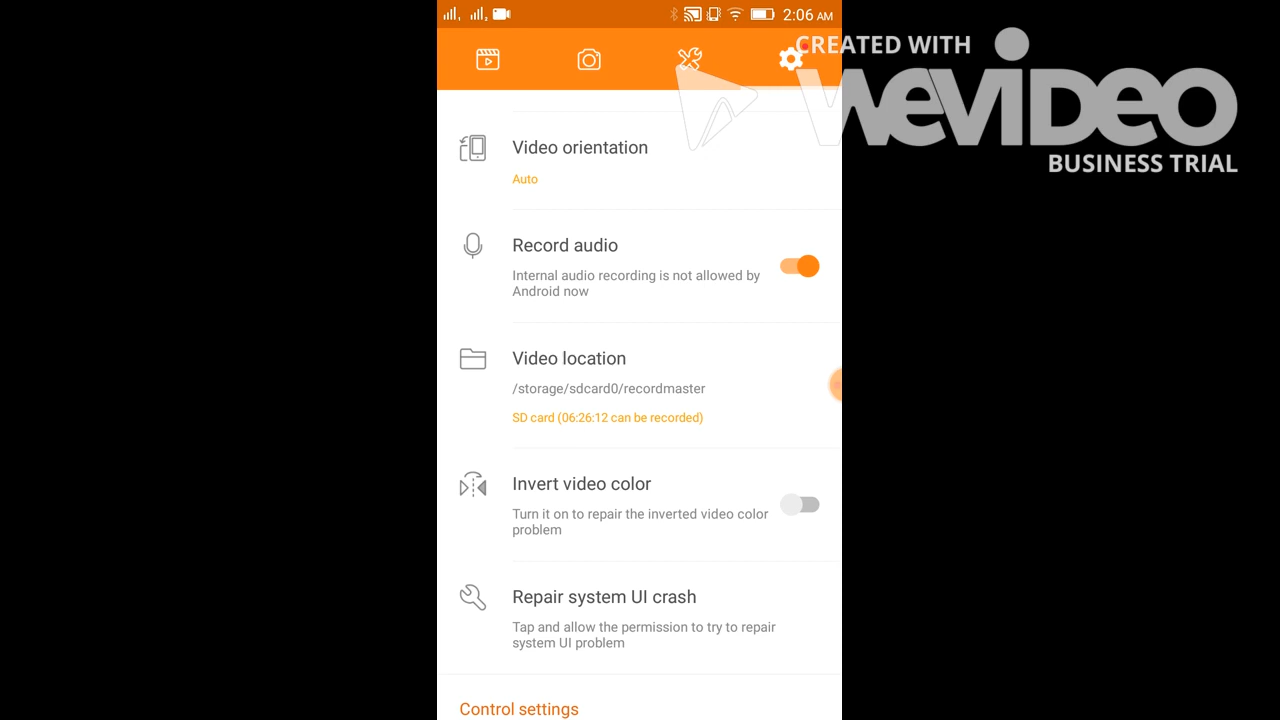 2:06 AM
CREATED WITH
WeVideo
BUSINESS TRIAL
Video orientation
Auto
Record audio
Internal audio recording is not allowed by
Android now
Video location
/storage/sdcard0/recordmaster
SD card (06:26:12 can be recorded)
Invert video color
Turn it on to repair the inverted video color
problem
Repair system UI crash
Tap and allow the permission to try to repair
system UI problem
Control settings